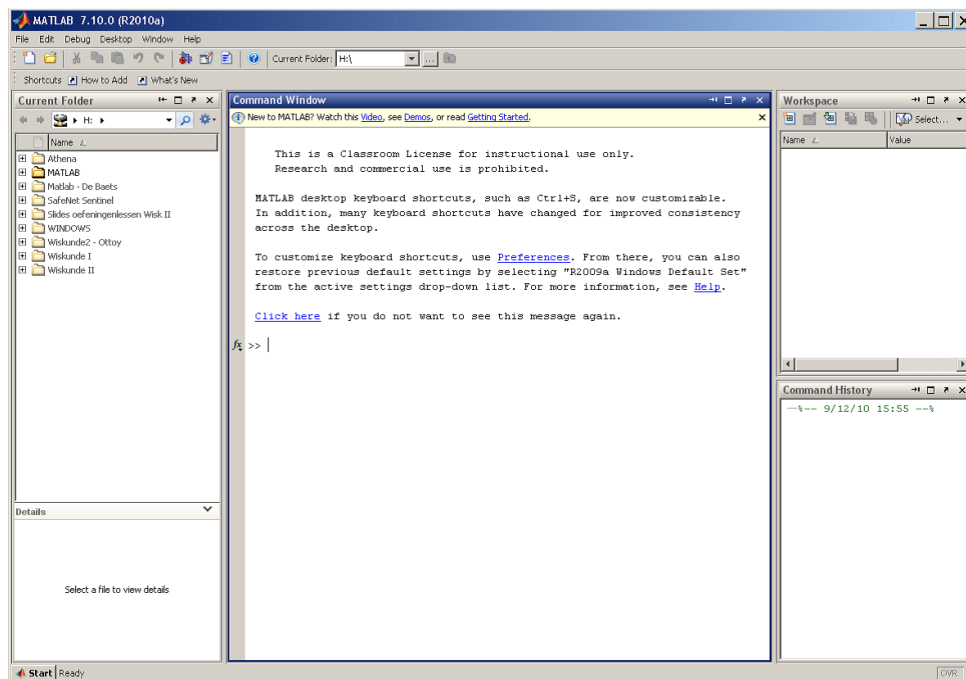 MATLAB 7.10.0 (R2010a)
File Edit Debug Desktop Window Help
Current Folder: H:\
Shortcuts How to Add What's New
Current Folder
H:
Name
Athena
MATLAB
Matlab - De Baets
SafeNet Sentinel
Slides oefeningenlessen Wisk II
WINDOWS
Wiskunde2 - Ottoy
Wiskunde I
Wiskunde II
Details
Select a file to view details
Command Window
New to MATLAB? Watch this Video, see Demos, or read Getting Started.
This is a Classroom License for instructional use only.
Research and commercial use is prohibited.
MATLAB desktop keyboard shortcuts, such as Ctrl+S, are now customizable.
In addition, many keyboard shortcuts have changed for improved consistency
across the desktop.
To customize keyboard shortcuts, use Preferences. From there, you can also
restore previous default settings by selecting "R2009a Windows Default Set"
from the active settings drop-down list. For more information, see Help.
Click here if you do not want to see this message again.
fx >>
Workspace
Select...
Name Value
Command History
%-- 9/12/10 15:55 --%
Start Ready
OVR